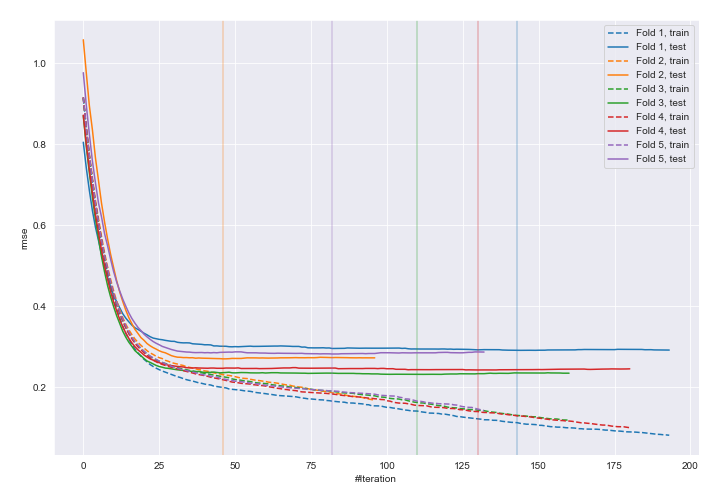 1.0
0.8
0.6
0.4
0.2
rmse
0
25
50
75
100
125
150
175
200
#Iteration
Fold 1, train
Fold 1, test
Fold 2, train
Fold 2, test
Fold 3, train
Fold 3, test
Fold 4, train
Fold 4, test
Fold 5, train
Fold 5, test